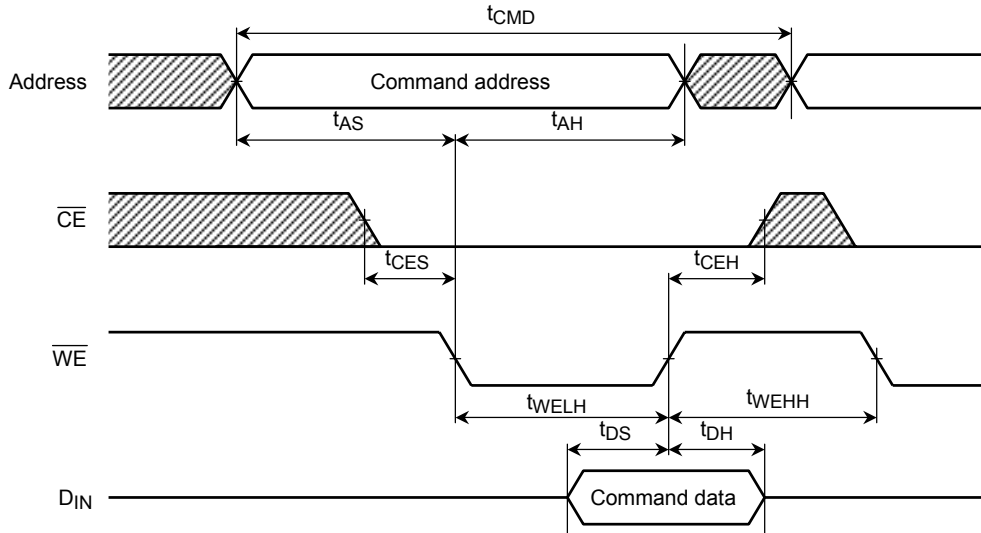 tCMD
Address
Command address
tAS
tAH
CE
tCES
tCEH
WE
tWELH
tWEHH
tDS
tDH
DIN
Command data